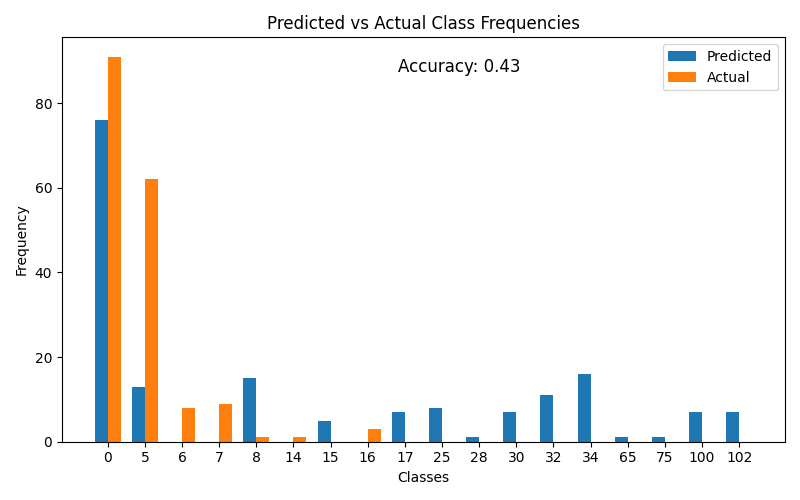 Predicted vs Actual Class Frequencies
Accuracy: 0.43
Predicted
Actual
Frequency
80
60
40
20
0
0 5 6 7 8 14 15 16 17 25 28 30 32 34 65 75 100 102
Classes